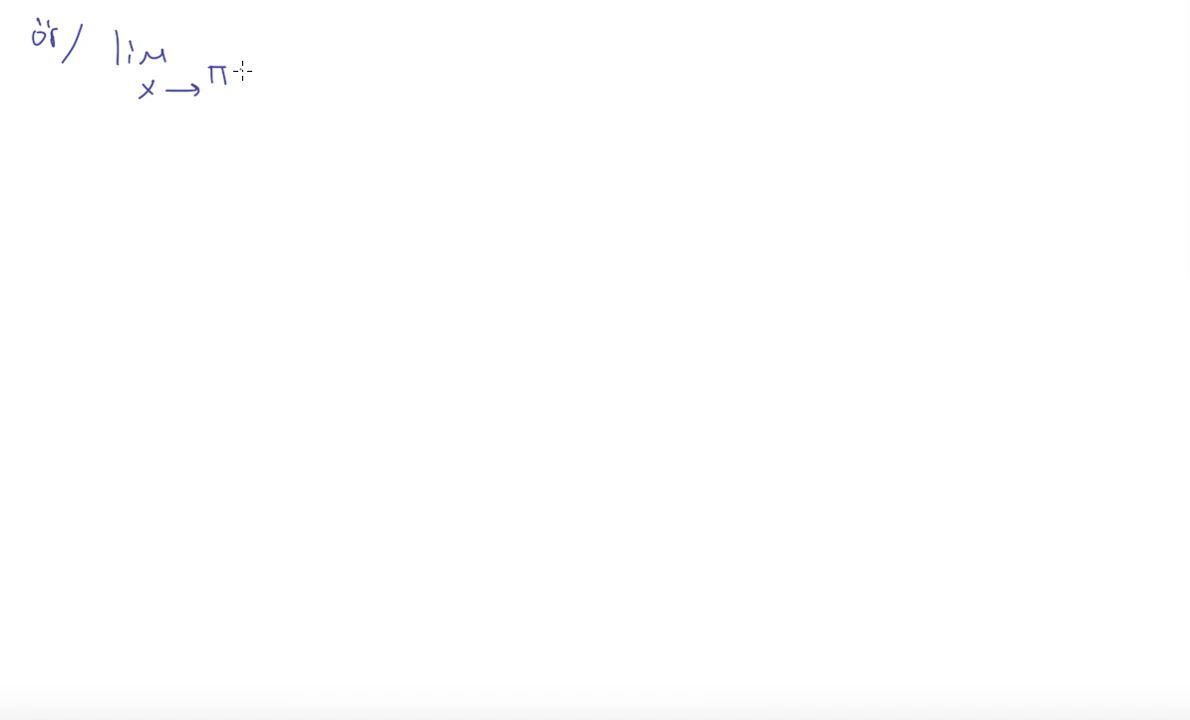 ör/ lim
x → π